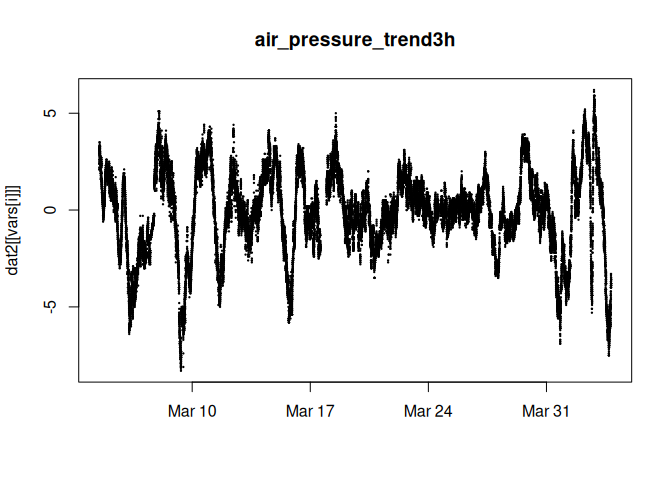 air_pressure_trend3h
dat2[[vars[i]]]
5
0
-5
Mar 10
Mar 17
Mar 24
Mar 31